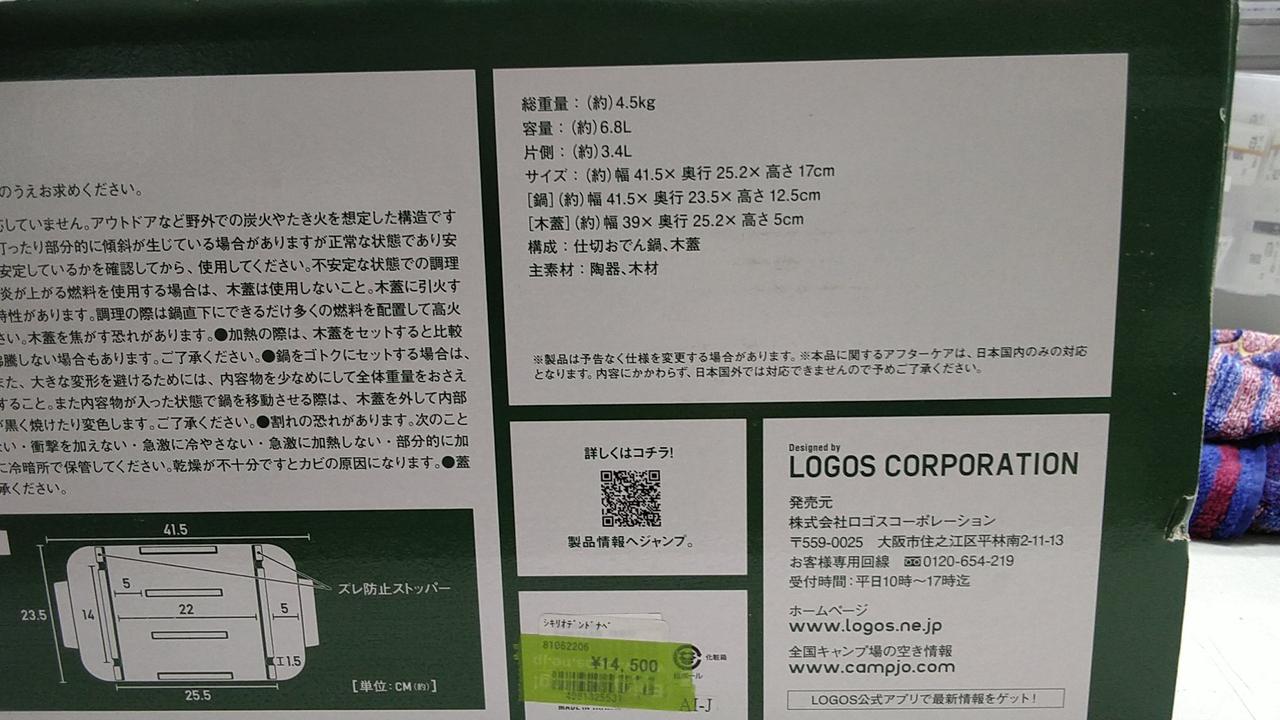 のうえお求めください。
応していません。アウトドアなど野外での炭火やたき火を想定した構造です
打ったり部分的に傾斜が生じている場合がありますが正常な状態であり安
安定しているかを確認してから、使用してください。不安定な状態での調理
炎が上がる燃料を使用する場合は、木蓋は使用しないこと。木蓋に引火す
特性があります。調理の際は鍋直下にできるだけ多くの燃料を配置して高火
さい。木蓋を焦がす恐れがあります。●加熱の際は、木蓋をセットすると比較
沸騰しない場合もあります。ご了承ください。●鍋をゴトクにセットする場合は、
また、大きな変形を避けるためには、内容物を少なめにして全体重量をおさえ
すること。また内容物が入った状態で鍋を移動させる際は、木蓋を外して内部
が黒く焼けたり変色します。ご了承ください。●割れの恐れがあります。次のこと
ない・衝撃を加えない・急激に冷やさない・急激に加熱しない・部分的に加
に冷暗所で保管してください。乾燥が不十分ですとカビの原因になります。●蓋
承ください。
41.5
ズレ防止ストッパー
5
23.5
14
22
5
1.5
25.5
[単位:CM(約)]
総重量:(約)4.5kg
容量:(約)6.8L
片側:(約)3.4L
サイズ:(約)幅 41.5× 奥行 25.2× 高さ 17cm
[鍋](約)幅 41.5× 奥行 23.5× 高さ 12.5cm
[木蓋](約)幅 39× 奥行 25.2× 高さ 5cm
構成:仕切おでん鍋、木蓋
主素材:陶器、木材
※製品は予告なく仕様を変更する場合があります。※本品に関するアフターケアは、日本国内のみの対応
となります。内容にかかわらず、日本国外では対応できませんので予めご了承ください。
詳しくはコチラ!
製品情報へジャンプ。
シキリオデンドナベ
81062206
¥14,500
化粧箱
段ボール
AI-J
Designed by
LOGOS CORPORATION
発売元
株式会社ロゴスコーポレーション
〒559-0025 大阪市住之江区平林南2-11-13
お客様専用回線 0120-654-219
受付時間:平日10時~17時迄
ホームページ
www.logos.ne.jp
全国キャンプ場の空き情報
www.campjo.com
LOGOS公式アプリで最新情報をゲット!